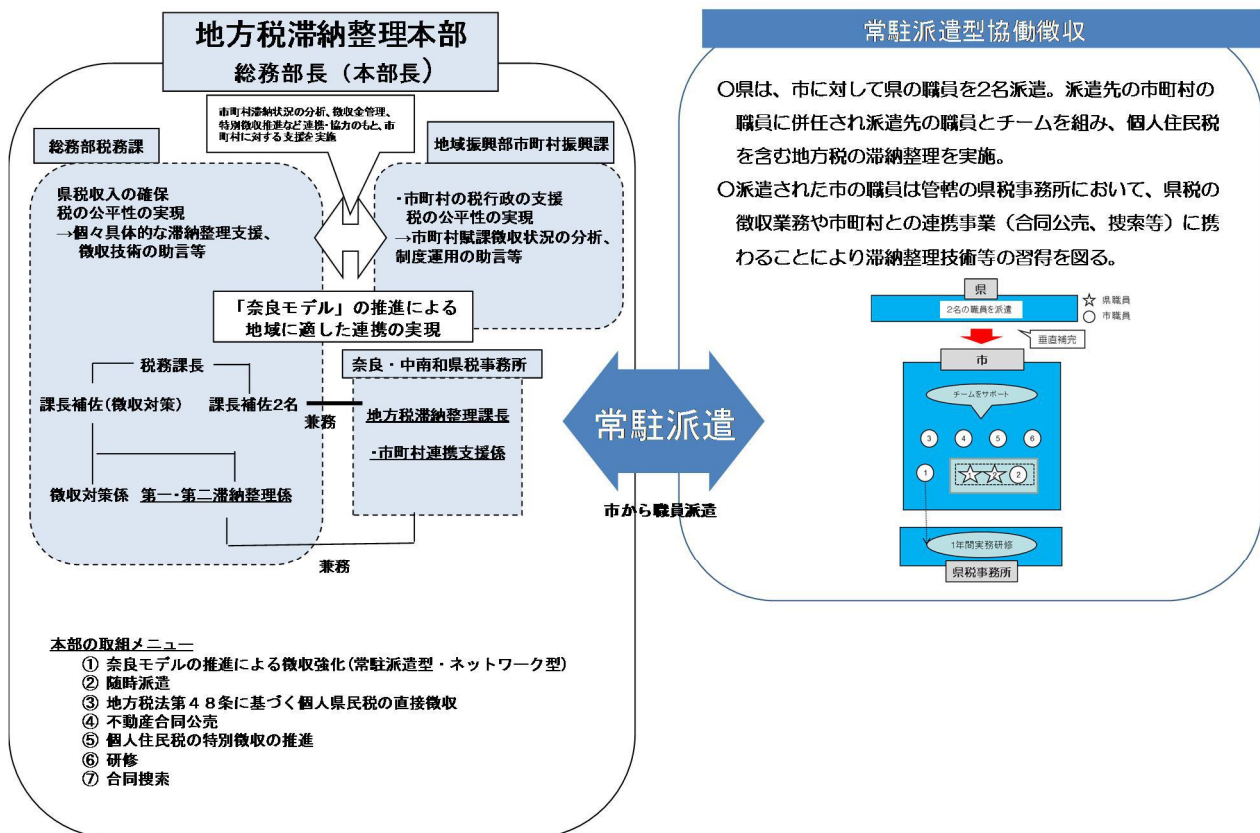 地方税滞納整理本部
総務部長（本部長）
市町村滞納状況の分析、徴収金管理、
特別徴収推進など連携・協力のもと、市
町村に対する支援を実施
総務部税務課
県税収入の確保
税の公平性の実現
→個々具体的な滞納整理支援、
徴収技術の助言等
地域振興部市町村振興課
・市町村の税行政の支援
税の公平性の実現
→市町村賦課徴収状況の分析、
制度運用の助言等
「奈良モデル」の推進による
地域に適した連携の実現
税務課長
課長補佐（徴収対策）
課長補佐2名
兼務
徴収対策係
第一・第二滞納整理係
奈良・中南和県税事務所
地方税滞納整理課長
・市町村連携支援係
兼務
本部の取組メニュー
① 奈良モデルの推進による徴収強化（常駐派遣型・ネットワーク型）
② 随時派遣
③ 地方税法第４８条に基づく個人県民税の直接徴収
④ 不動産合同公売
⑤ 個人住民税の特別徴収の推進
⑥ 研修
⑦ 合同捜索
常駐派遣
市から職員派遣
常駐派遣型協働徴収
○県は、市に対して県の職員を2名派遣。派遣先の市町村の
職員に併任され派遣先の職員とチームを組み、個人住民税
を含む地方税の滞納整理を実施。
○派遣された市の職員は管轄の県税事務所において、県税の
徴収業務や市町村との連携事業（合同公売、捜索等）に携
わることにより滞納整理技術等の習得を図る。
県
2名の職員を派遣
☆ 県職員
○ 市職員
垂直補完
市
チームをサポート
3 4 5 6
1 1 2 2
1年間実務研修
県税事務所